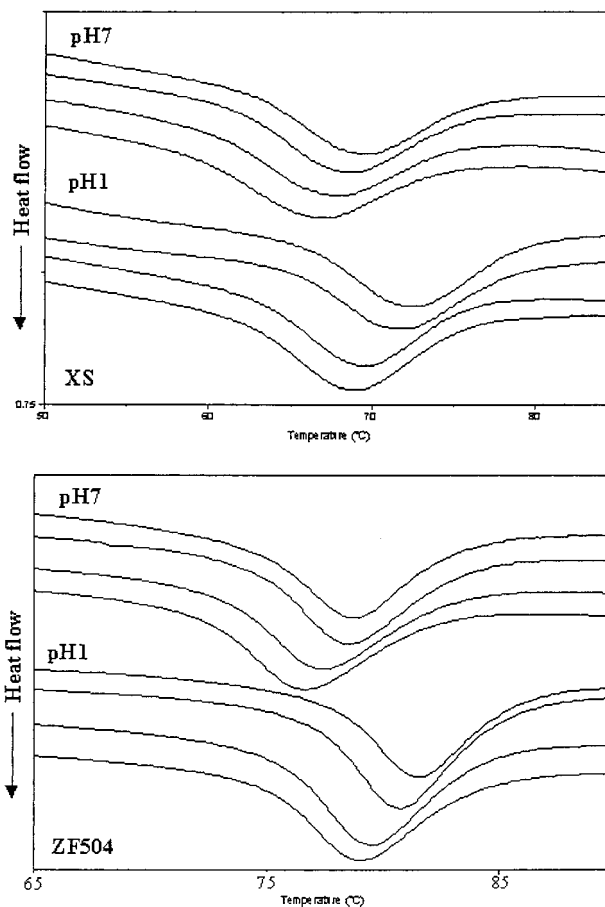 pH7
pH1
Heat flow
XS
0.75
50 60 70 80
Temperature (°C)
pH7
pH1
Heat flow
ZF504
65 75 85
Temperature (°C)